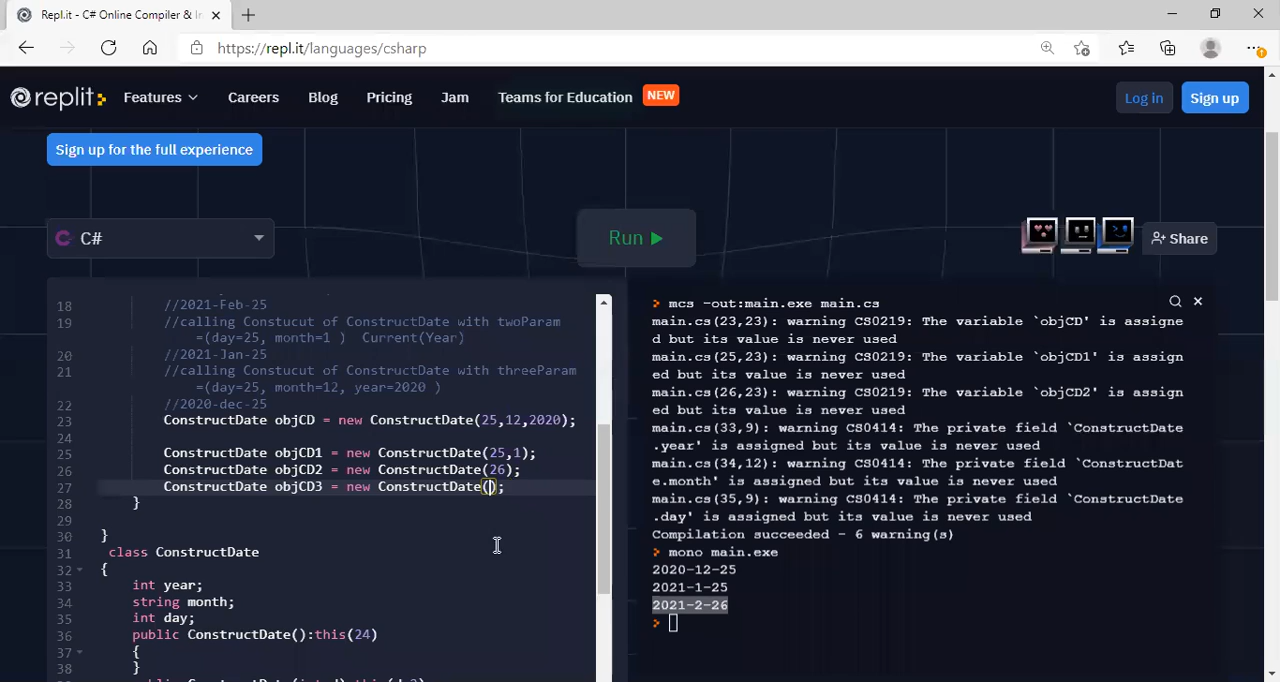 Repl.it - C# Online Compiler & In
https://repl.it/languages/csharp
replit Features Careers Blog Pricing Jam Teams for Education NEW Log in Sign up
Sign up for the full experience
C# Run Share
18 //2021-Feb-25
19 //calling Constucut of ConstructDate with twoParam
=(day=25, month=1 ) Current(Year)
20 //2021-Jan-25
21 //calling Constucut of ConstructDate with threeParam
=(day=25, month=12, year=2020 )
22 //2020-dec-25
23 ConstructDate objCD = new ConstructDate(25,12,2020);
24
25 ConstructDate objCD1 = new ConstructDate(25,1);
26 ConstructDate objCD2 = new ConstructDate(26);
27 ConstructDate objCD3 = new ConstructDate();
28 }
29
30 }
31 class ConstructDate
32 {
33 int year;
34 string month;
35 int day;
36 public ConstructDate():this(24)
37 {
38 }
> mcs -out:main.exe main.cs
main.cs(23,23): warning CS0219: The variable `objCD' is assigne
d but its value is never used
main.cs(25,23): warning CS0219: The variable `objCD1' is assign
ed but its value is never used
main.cs(26,23): warning CS0219: The variable `objCD2' is assign
ed but its value is never used
main.cs(33,9): warning CS0414: The private field `ConstructDate
.year' is assigned but its value is never used
main.cs(34,12): warning CS0414: The private field `ConstructDat
e.month' is assigned but its value is never used
main.cs(35,9): warning CS0414: The private field `ConstructDate
.day' is assigned but its value is never used
Compilation succeeded - 6 warning(s)
> mono main.exe
2020-12-25
2021-1-25
2021-2-26
>